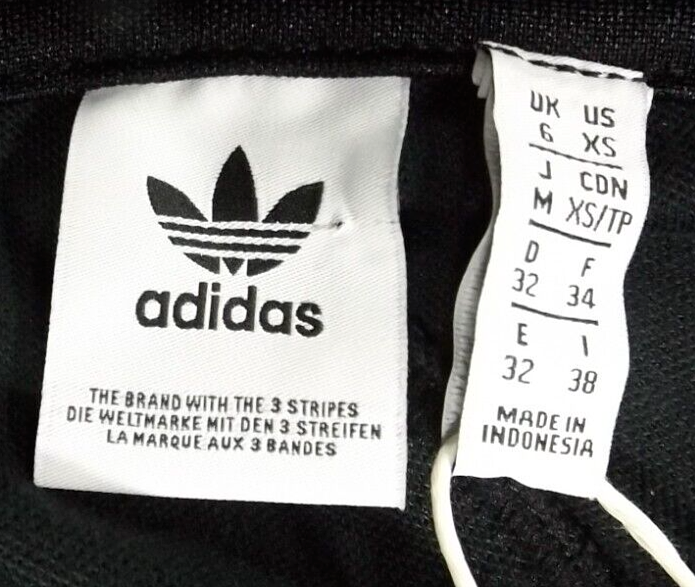 adidas
THE BRAND WITH THE 3 STRIPES
DIE WELTMARKE MIT DEN 3 STREIFEN
LA MARQUE AUX 3 BANDES
UK US
6 XS
J CDN
M XS/TP
D F
32 34
E I
32 38
MADE IN
INDONESIA